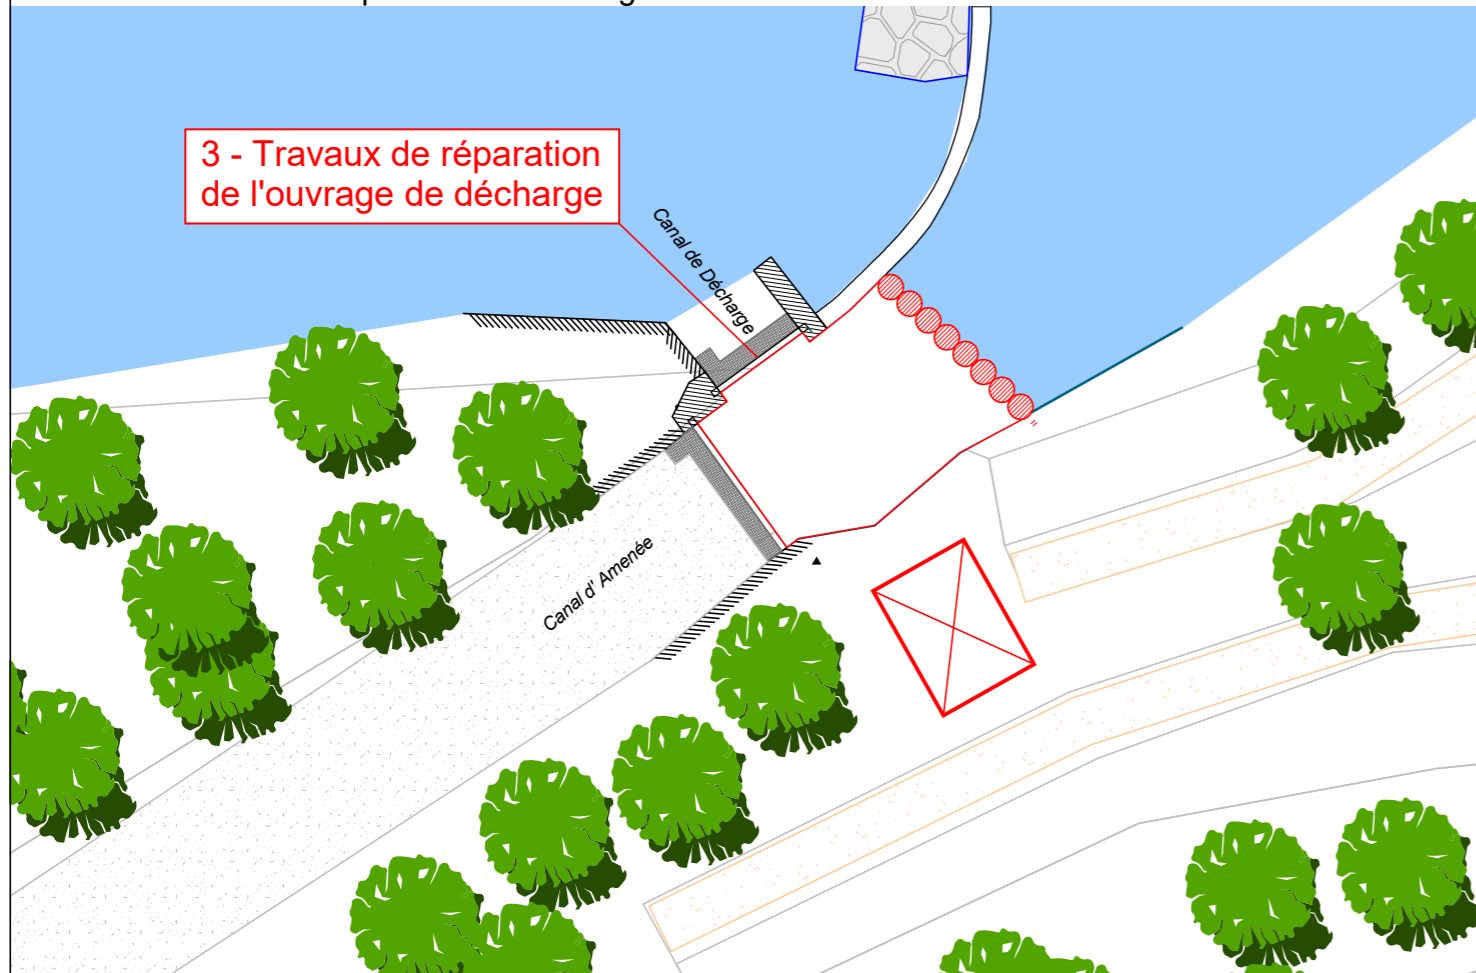 3 - Travaux de réparation
de l'ouvrage de décharge
Canal de Décharge
Canal d' Amenée